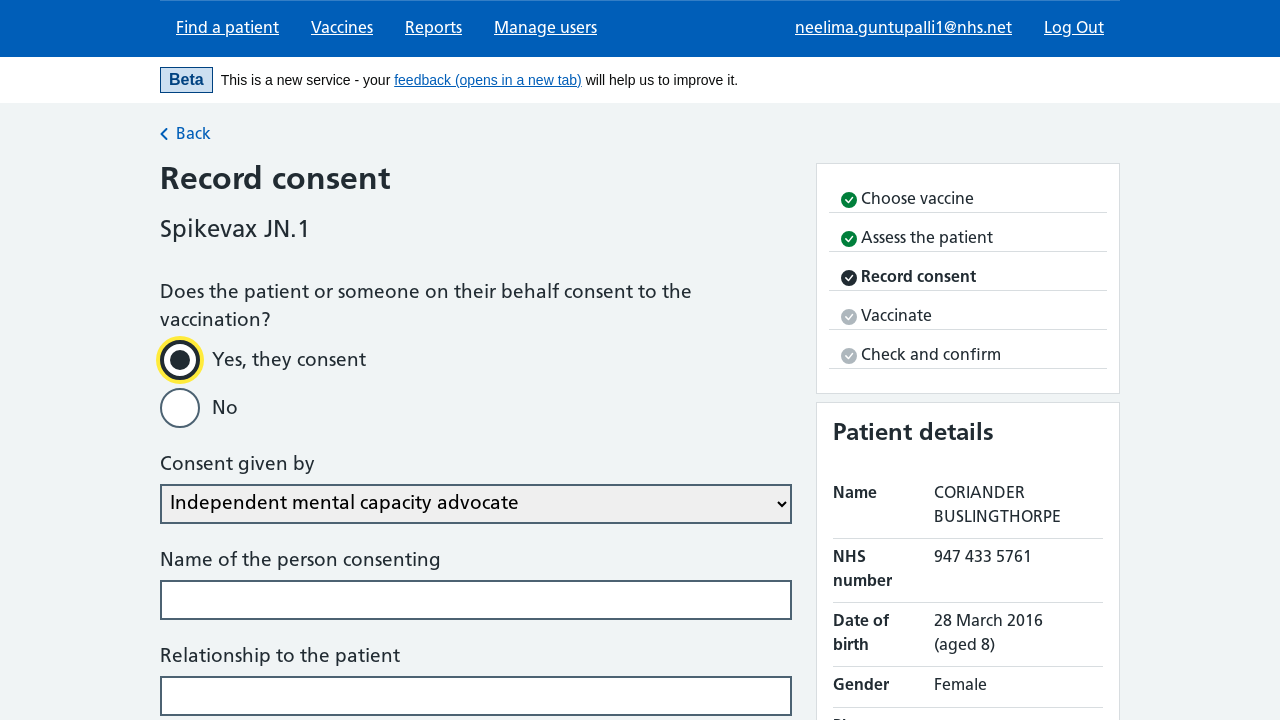 Find a patient
Vaccines
Reports
Manage users
neelima.guntupalli1@nhs.net
Log Out
Beta
This is a new service - your feedback (opens in a new tab) will help us to improve it.
Back
Record consent
Spikevax JN.1
Does the patient or someone on their behalf consent to the
vaccination?
Yes, they consent
No
Consent given by
Independent mental capacity advocate
Name of the person consenting
Relationship to the patient
Choose vaccine
Assess the patient
Record consent
Vaccinate
Check and confirm
Patient details
Name
CORIANDER
BUSLINGTHORPE
NHS
number
947 433 5761
Date of
birth
28 March 2016
(aged 8)
Gender
Female